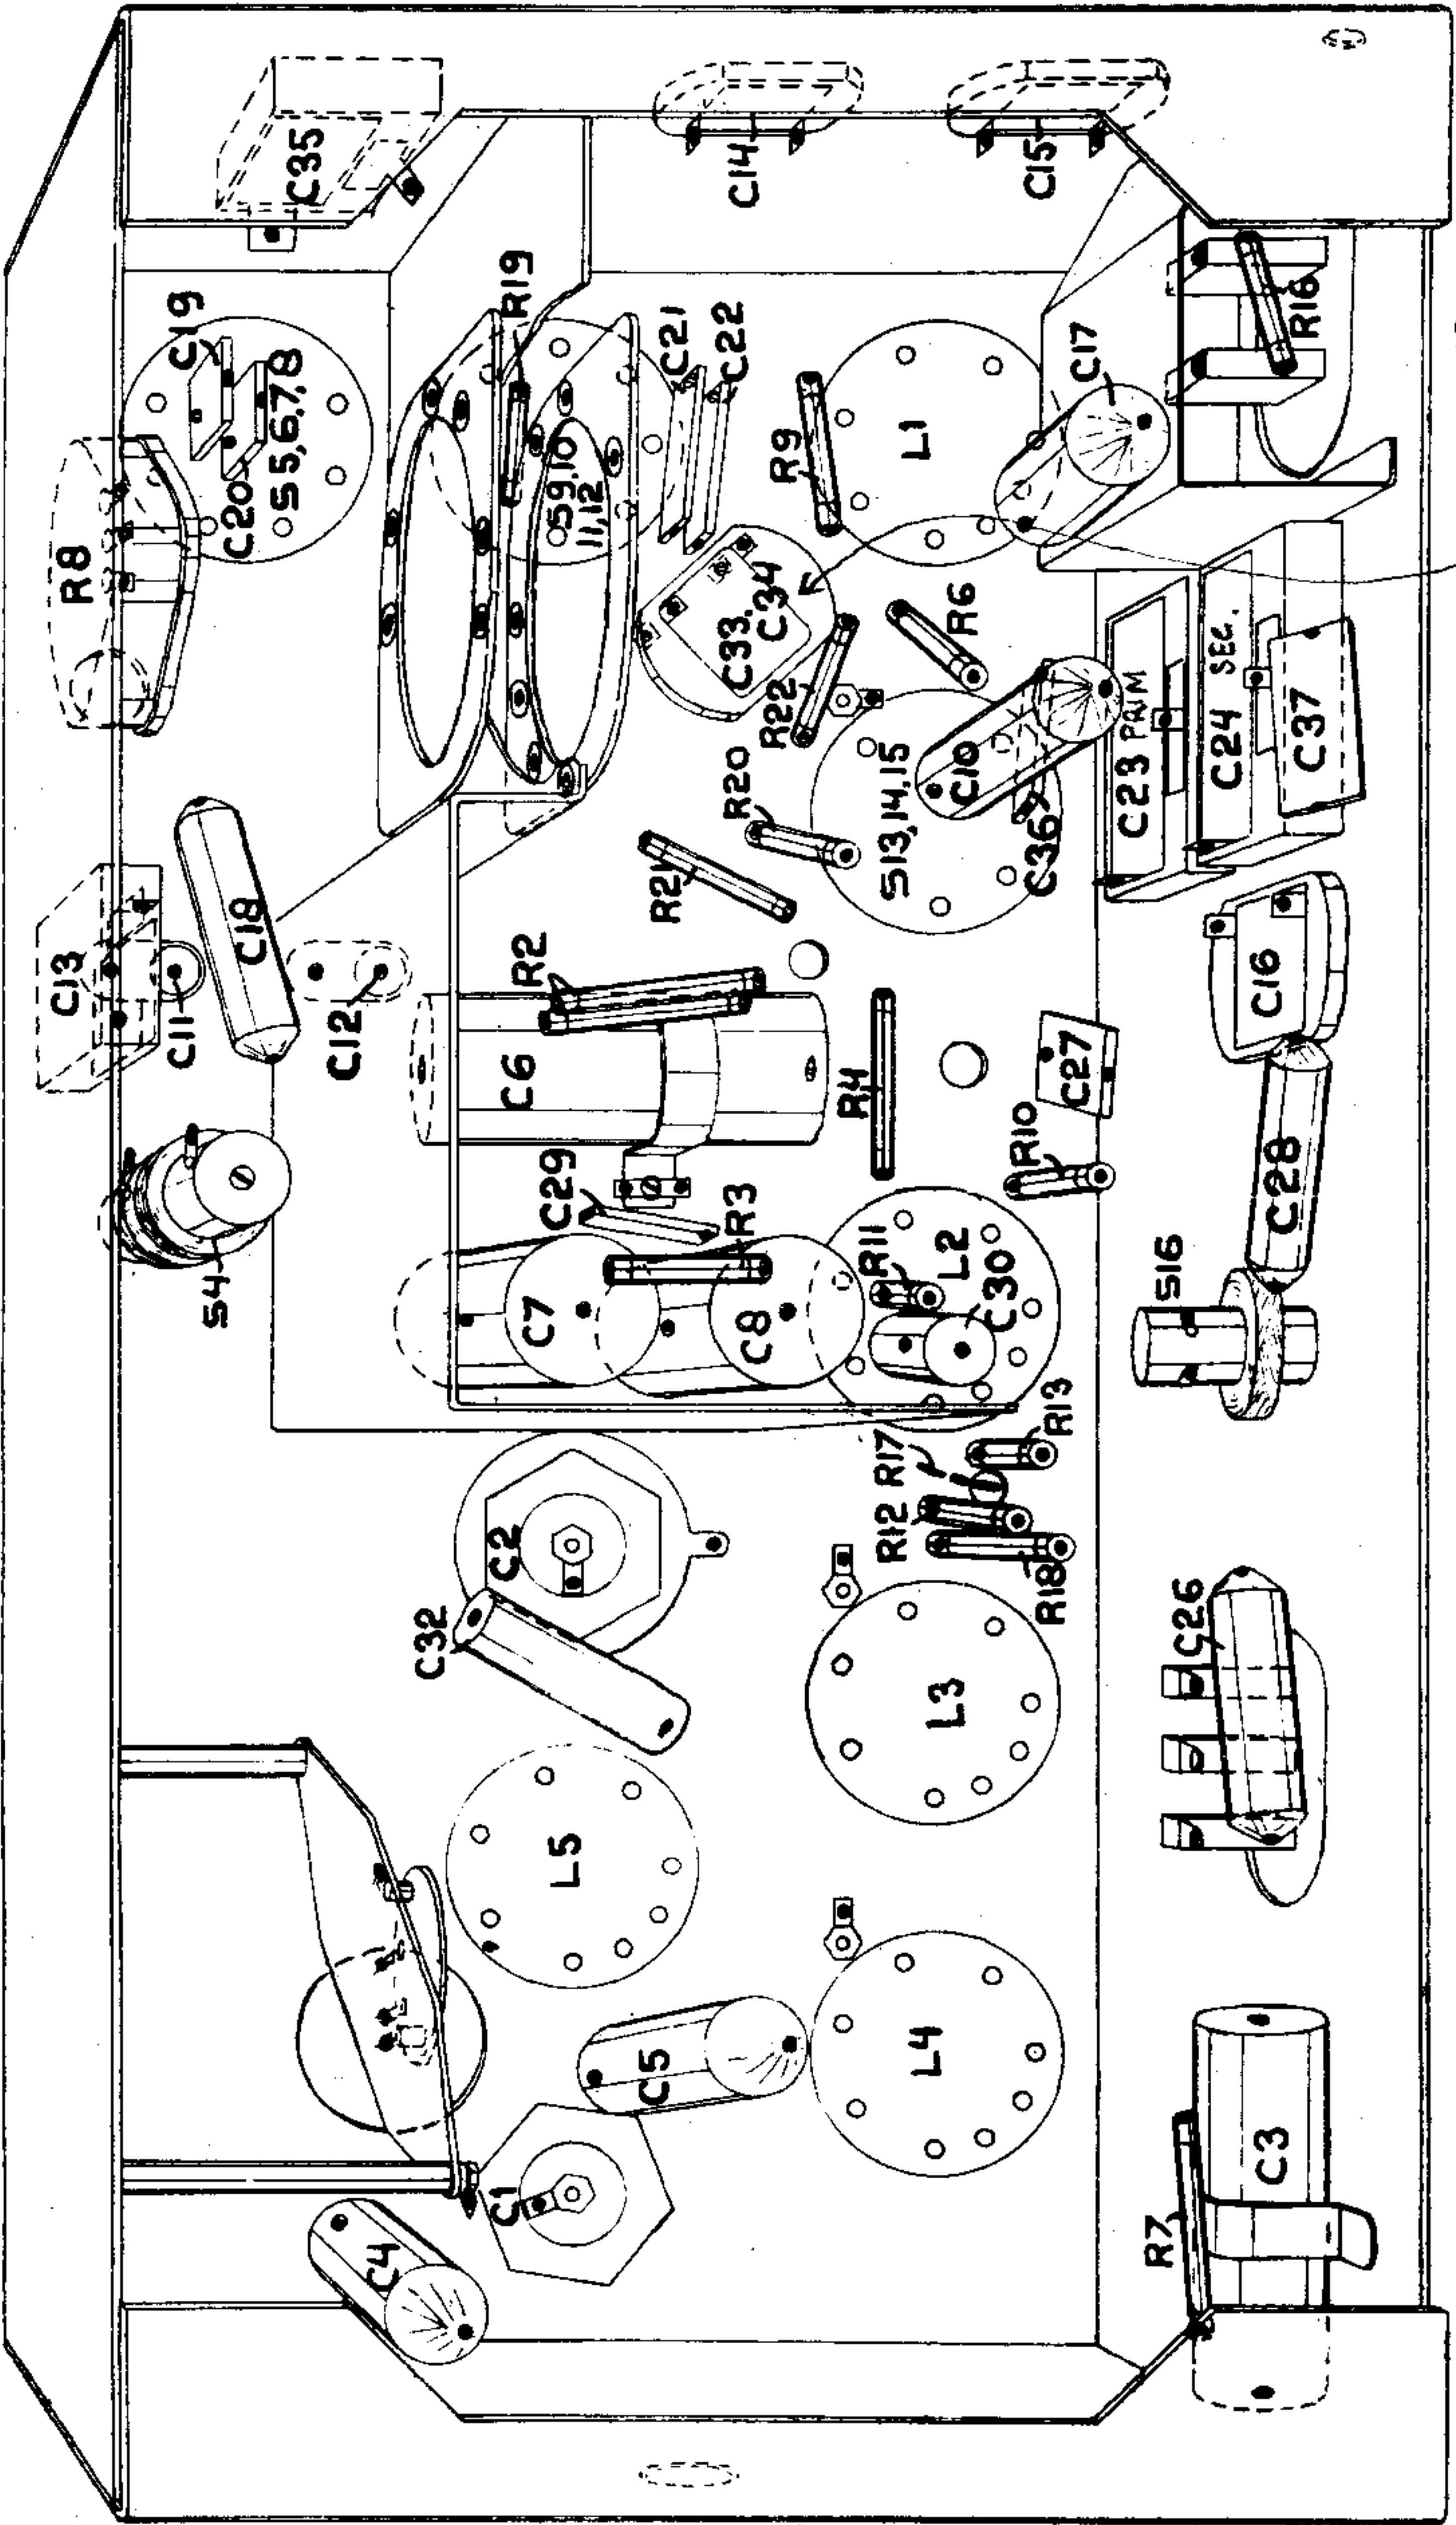 C35
C14
C15
R19
C19
C21
C22
R16
C17
S5,6,7,8
C20
R8
S9,10
11,12
R9
L1
C33,
C34
R6
R22
R20
C23 PRIM
C24 SEC.
C37
S13,14,15
C10
C36
R21
C18
C13
C11
C12
R2
C6
R4
C27
C16
R10
C28
C29
R3
S4
C7
C8
R11
L2
C30
S16
R13
R17
R12
R18
C2
C32
L3
C26
L5
C5
L4
C1
C4
R7
C3